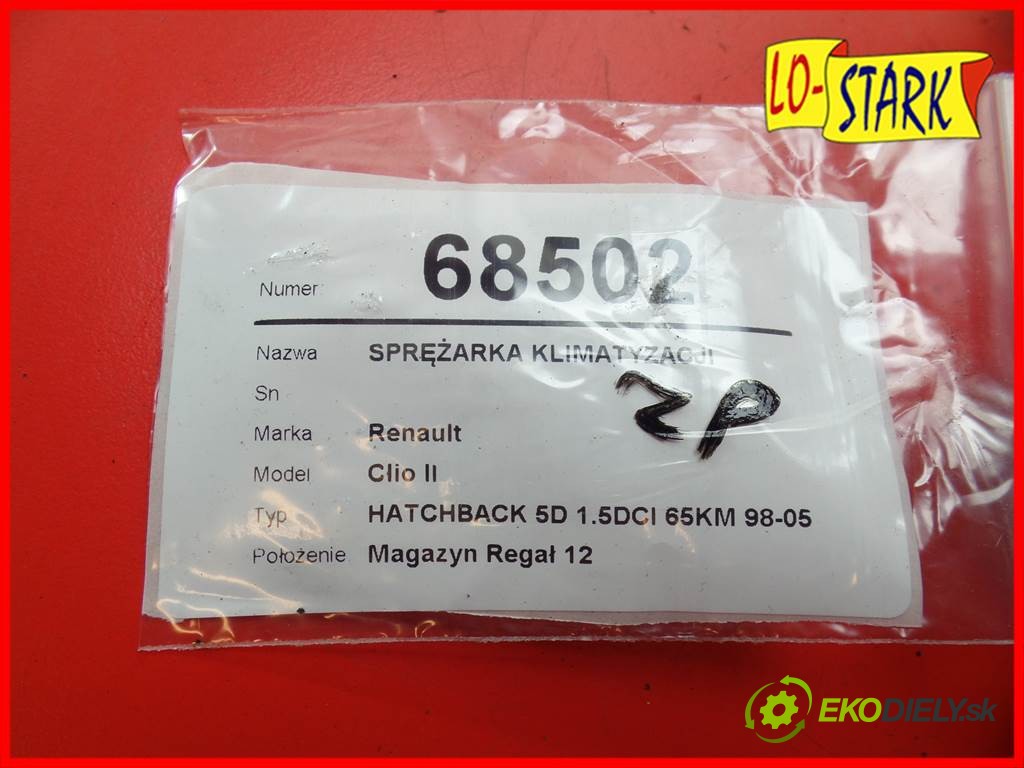 LO-STARK
Numer 68502
Nazwa SPRĘŻARKA KLIMATYZACJI
Sn
ZP
Marka Renault
Model Clio II
Typ HATCHBACK 5D 1.5DCI 65KM 98-05
Położenie Magazyn Regał 12
EKODIELY.sk